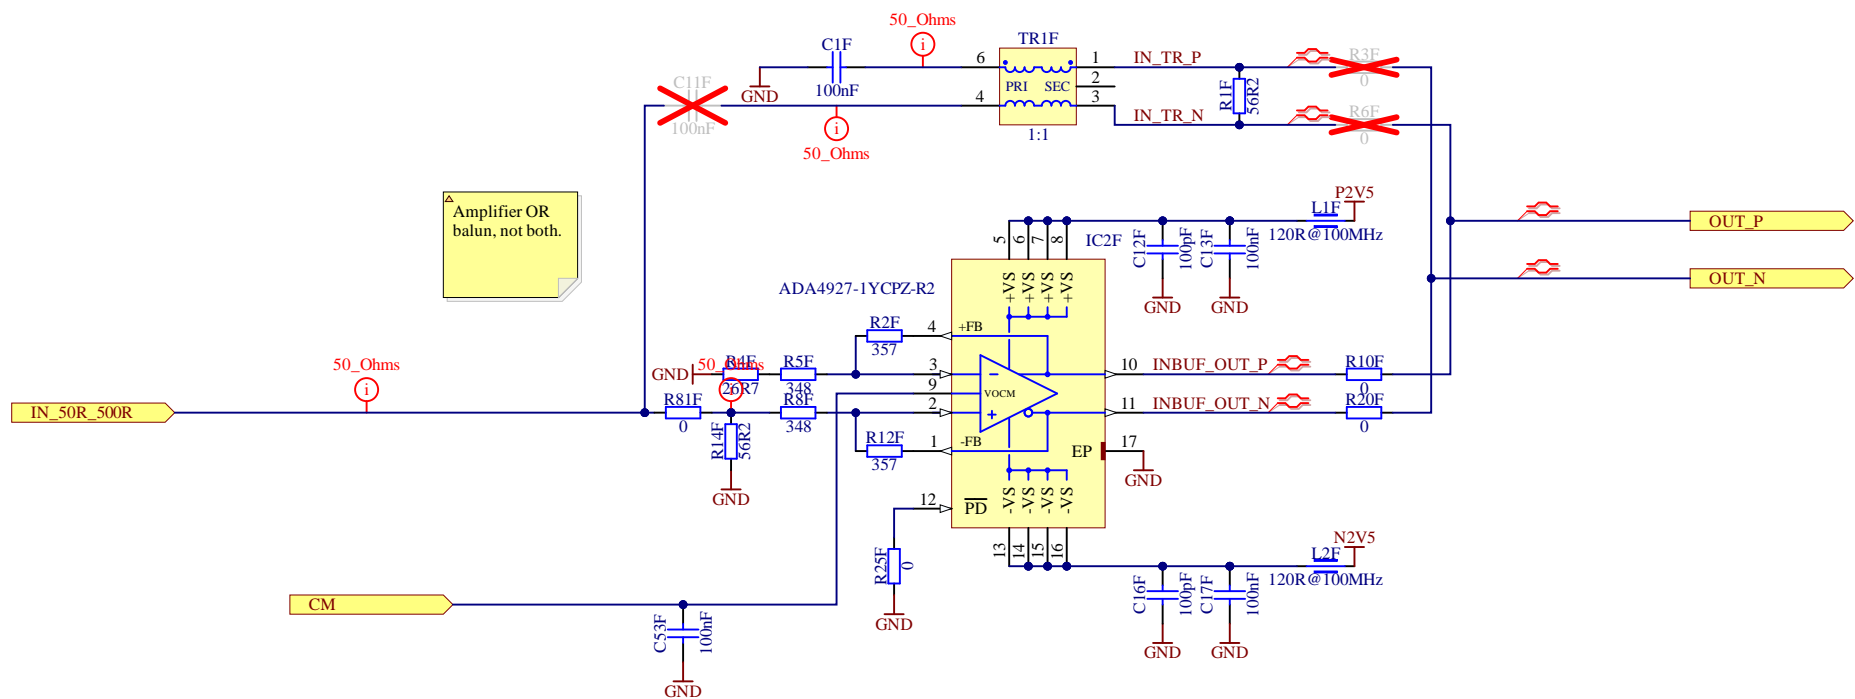 50_Ohms
C1F
TR1F
6
1
IN_TR_P
R3F
0
C11F
100nF
GND
100nF
PRI
SEC
2
4
3
R1F
56R2
IN_TR_N
R6F
0
i
i
50_Ohms
1:1
Amplifier OR
balun, not both.
P2V5
L1F
120R@100MHz
OUT_P
OUT_N
5
6
7
8
IC2F
C12F
100pF
C13F
100nF
GND
GND
ADA4927-1YCPZ-R2
+VS
+VS
+VS
+VS
R2F
357
4
+FB
50_Ohms
i
50_Ohms
i
GND
R4F
26R7
R5F
348
3
9
VOCM
10
INBUF_OUT_P
R10F
0
IN_50R_500R
R81F
0
R8F
348
2
11
INBUF_OUT_N
R20F
0
R14F
56R2
R12F
357
1
-FB
EP
17
GND
GND
12
PD
-VS
-VS
-VS
-VS
13
14
15
16
R25F
0
GND
N2V5
L2F
120R@100MHz
C16F
100pF
C17F
100nF
GND
GND
CM
C53F
100nF
GND